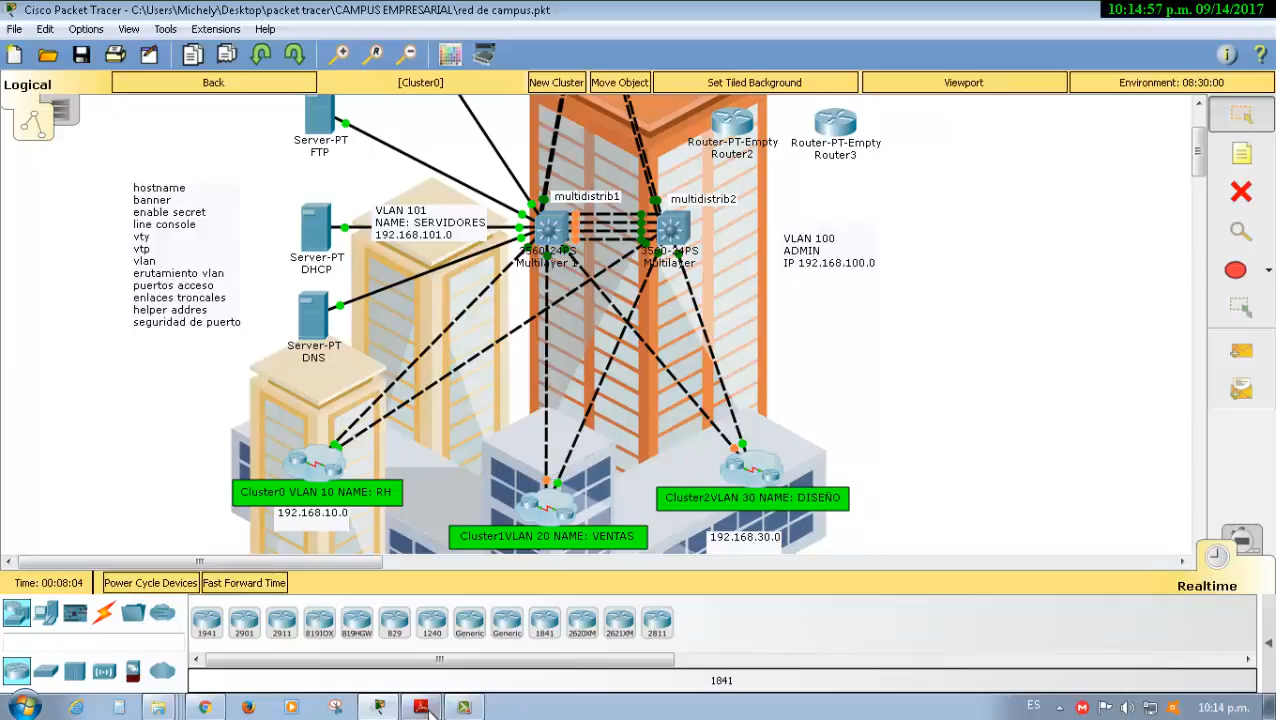 Cisco Packet Tracer - C:\Users\Michely\Desktop\packet tracer\CAMPUS EMPRESARIAL\red de campus.pkt
10:14:57 p.m. 09/14/2017
File Edit Options View Tools Extensions Help
Logical
Back
[Cluster0]
New Cluster
Move Object
Set Tiled Background
Viewport
Environment: 08:30:00
Server-PT
FTP
Router-PT-Empty
Router2
Router-PT-Empty
Router3
hostname
banner
enable secret
line console
vty
vtp
vlan
erutamiento vlan
puertos acceso
enlaces troncales
helper addres
seguridad de puerto
Server-PT
DHCP
VLAN 101
NAME: SERVIDORES
192.168.101.0
multidistrib1
multidistrib2
3560-24PS
3560-24PS
VLAN 100
ADMIN
IP 192.168.100.0
Server-PT
DNS
Cluster0 VLAN 10 NAME: RH
192.168.10.0
Cluster1VLAN 20 NAME: VENTAS
Cluster2VLAN 30 NAME: DISEÑO
192.168.30.0
Time: 00:08:04
Power Cycle Devices
Fast Forward Time
Realtime
1941
2901
2911
819IOX
819HGW
829
1240
Generic
Generic
1841
2620XM
2621XM
2811
1841
ES
10:14 p.m.